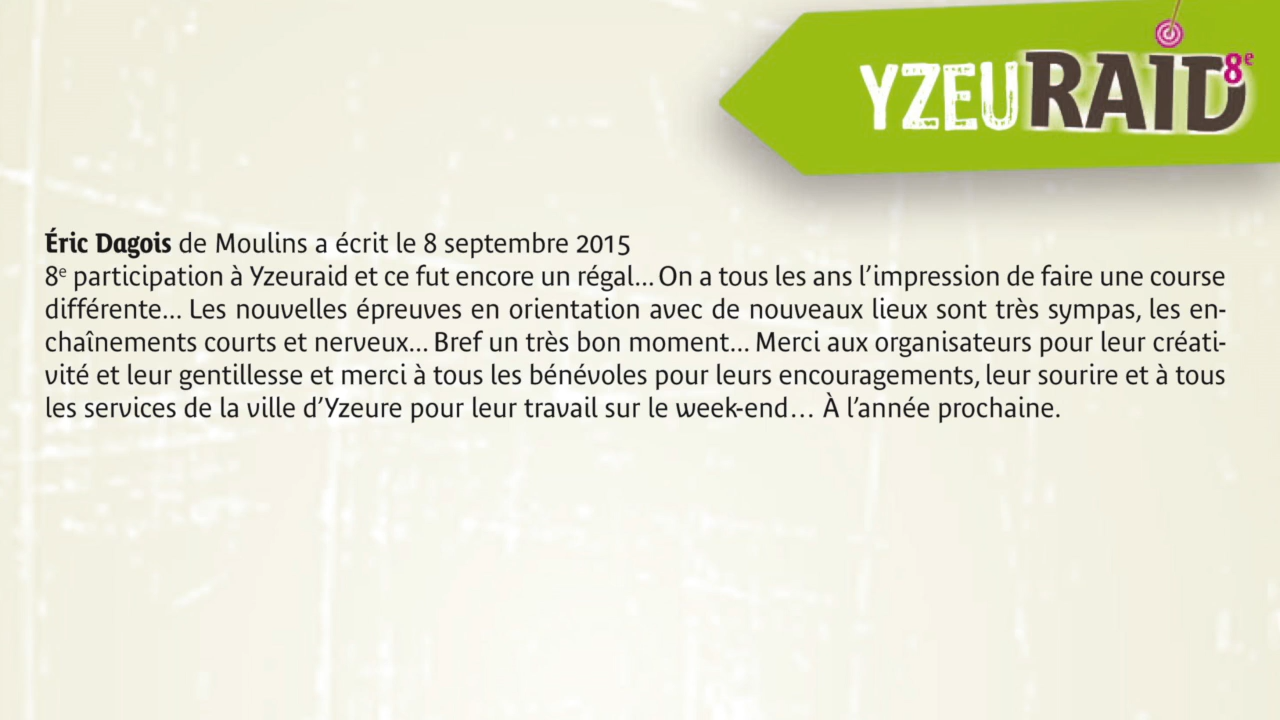 YZEURAID 8e
Éric Dagois de Moulins a écrit le 8 septembre 2015
8e participation à Yzeuraid et ce fut encore un régal... On a tous les ans l'impression de faire une course
différente... Les nouvelles épreuves en orientation avec de nouveaux lieux sont très sympas, les en-
chaînements courts et nerveux... Bref un très bon moment... Merci aux organisateurs pour leur créati-
vité et leur gentillesse et merci à tous les bénévoles pour leurs encouragements, leur sourire et à tous
les services de la ville d'Yzeure pour leur travail sur le week-end... À l'année prochaine.